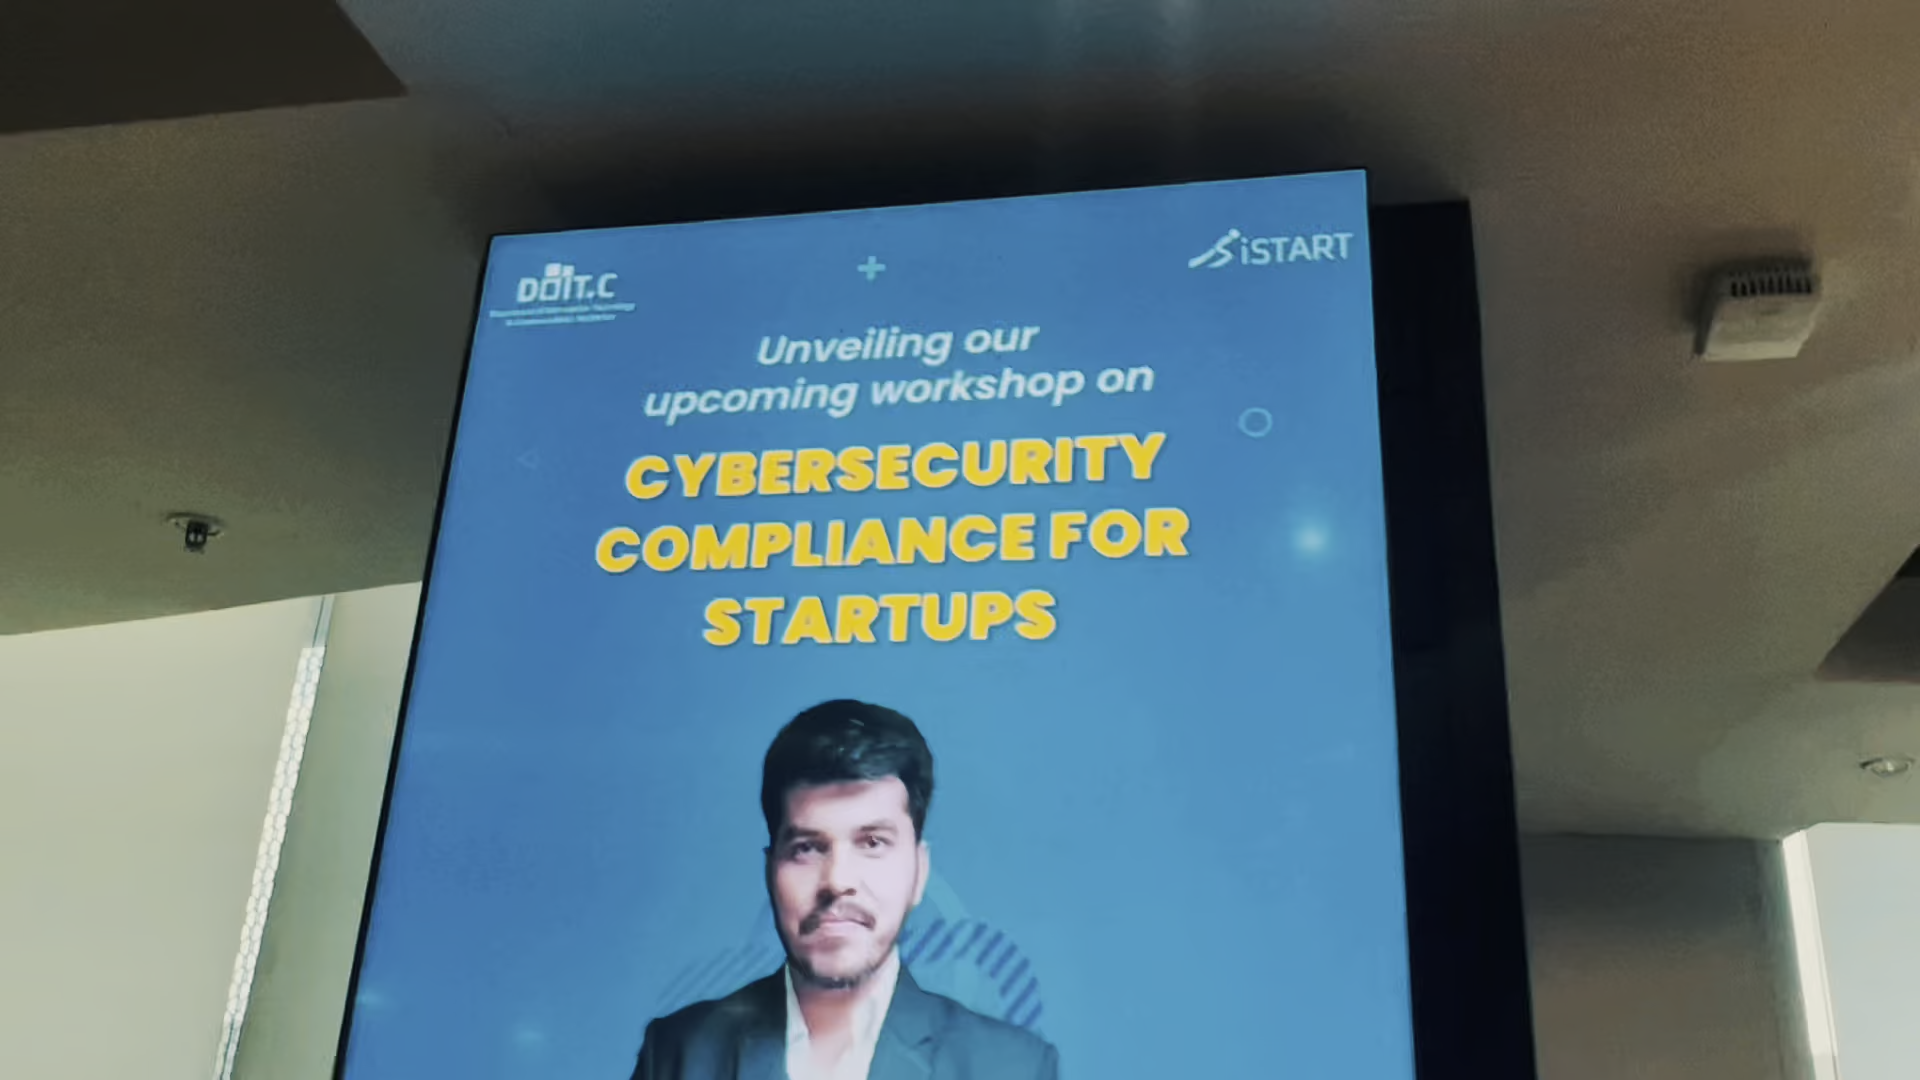 DOIT.C
iSTART
Unveiling our
upcoming workshop on
CYBERSECURITY
COMPLIANCE FOR
STARTUPS